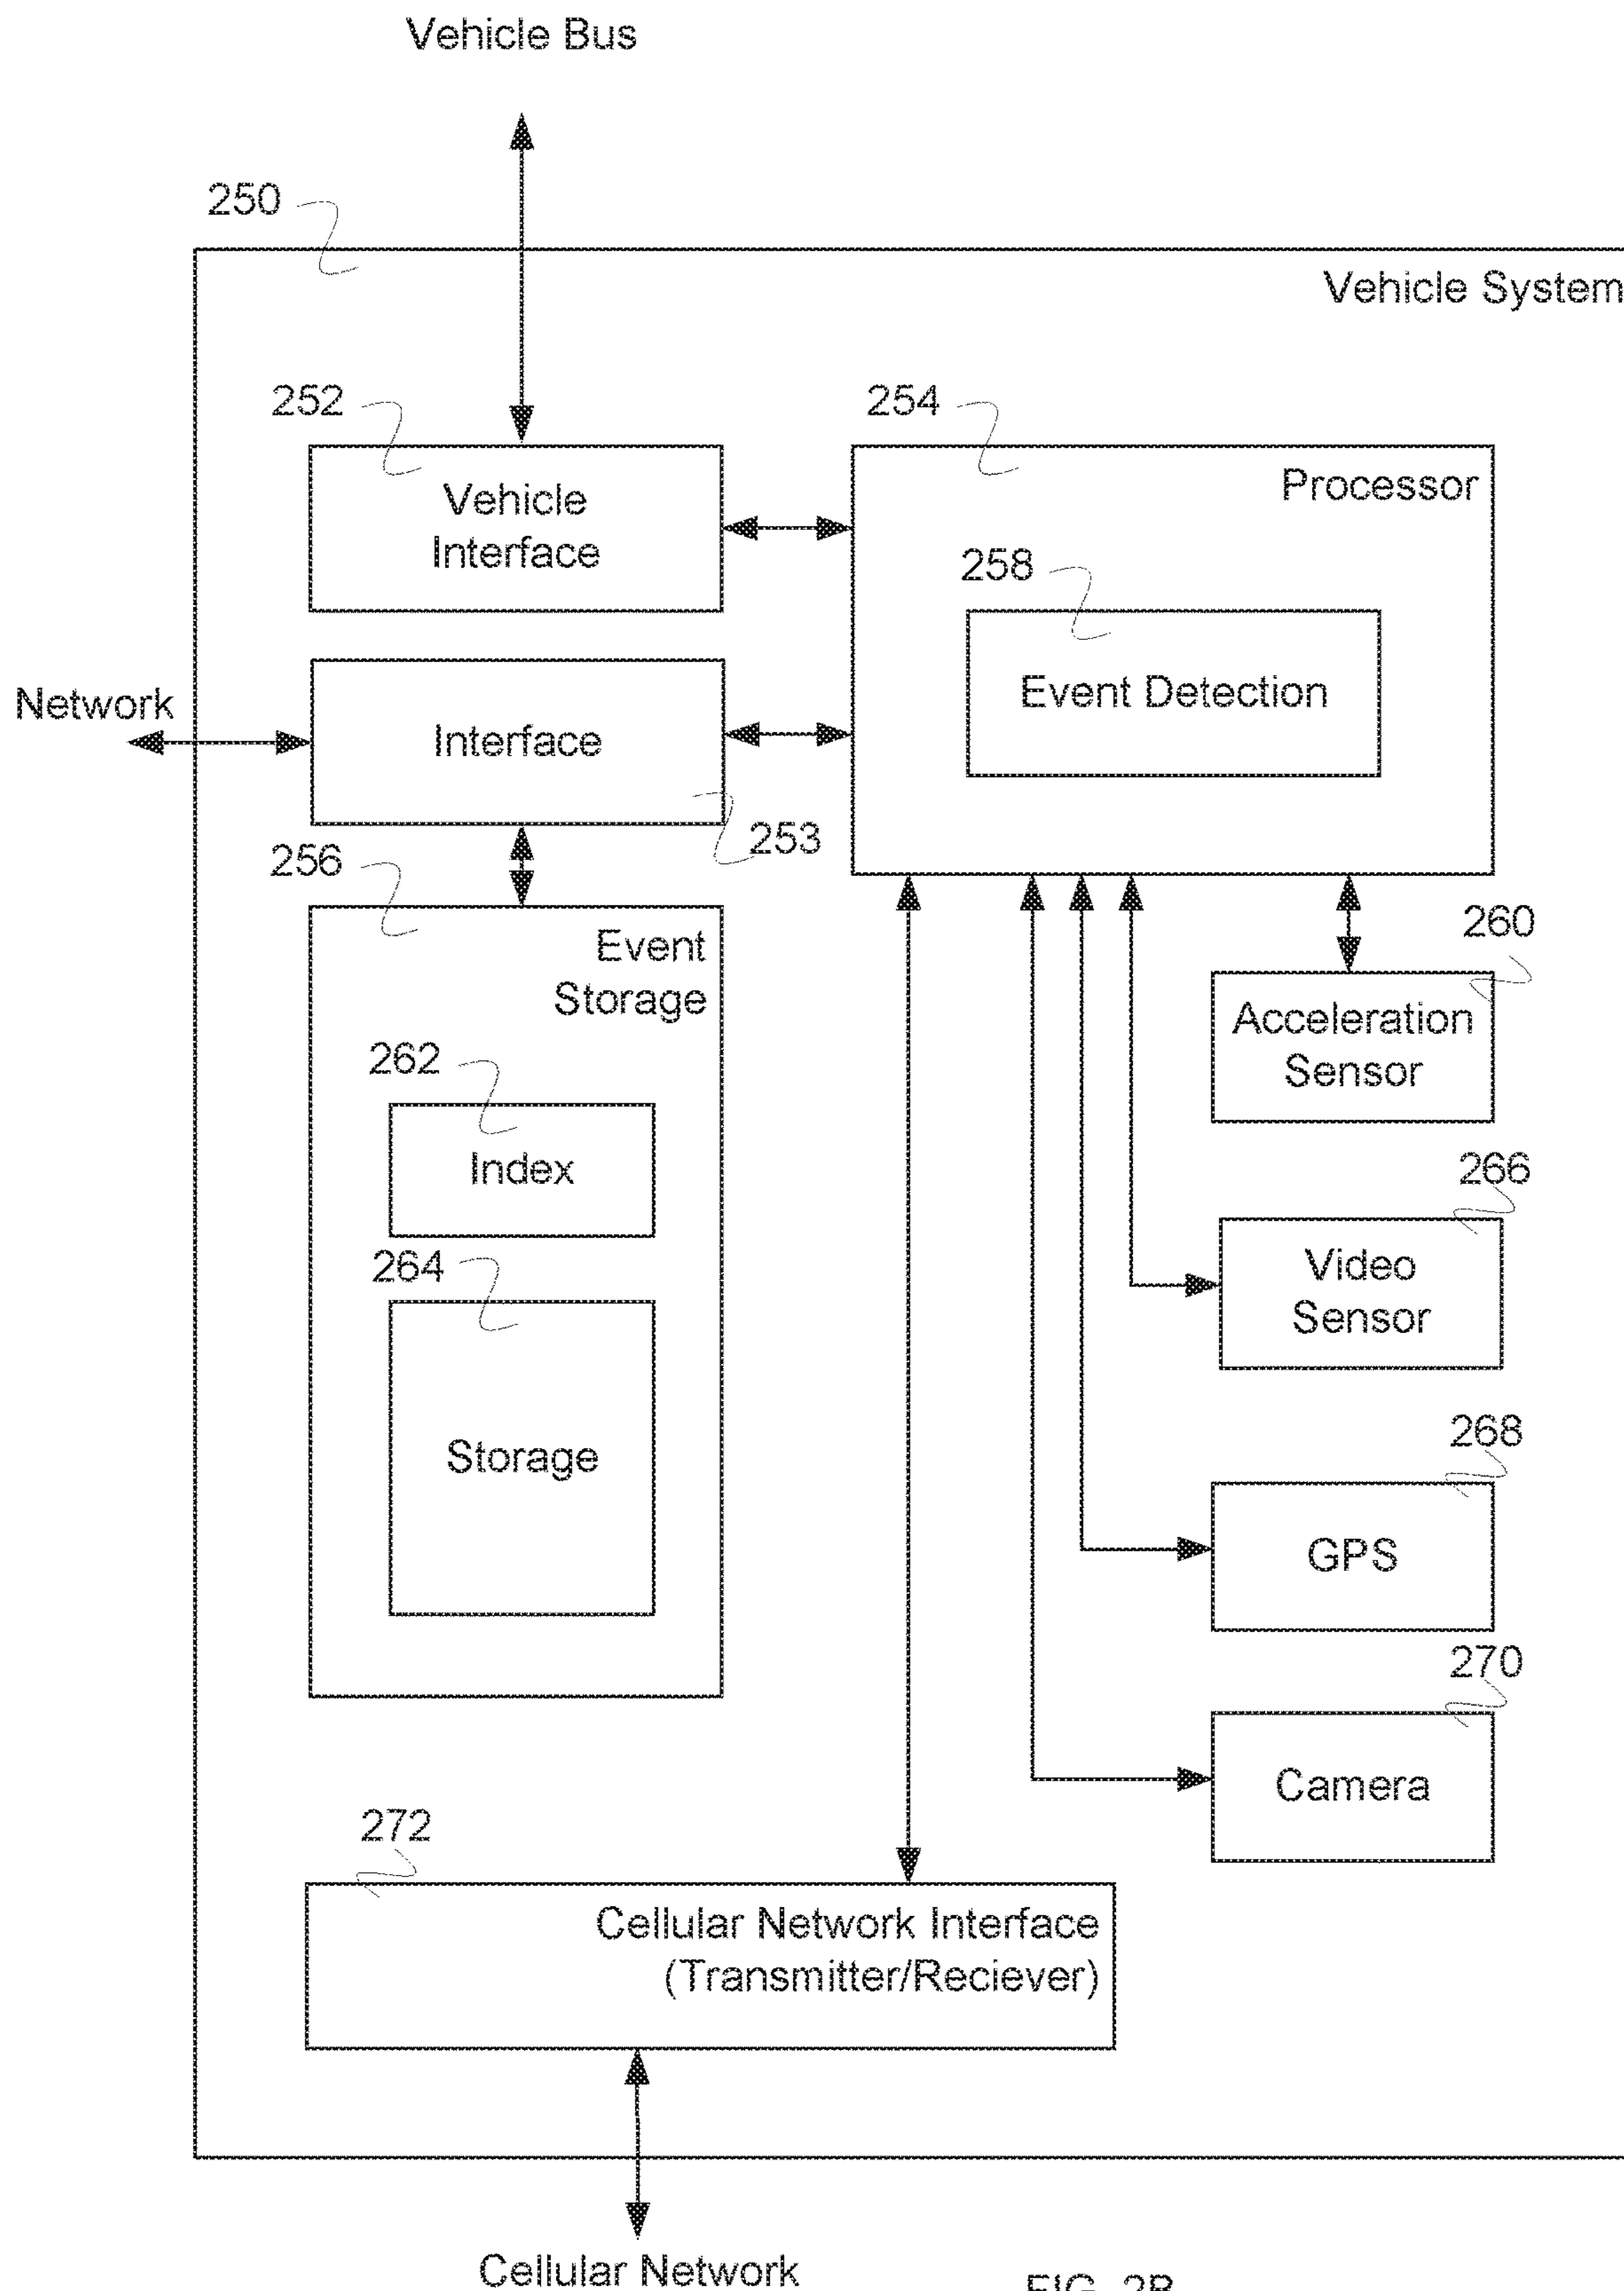 Vehicle Bus
250
Vehicle System
252
254
Vehicle
Interface
Processor
258
Event Detection
Network
Interface
253
256
Event
Storage
260
Acceleration
Sensor
262
Index
266
Video
Sensor
264
Storage
268
GPS
270
Camera
272
Cellular Network Interface
(Transmitter/Reciever)
Cellular Network
FIG. 2B